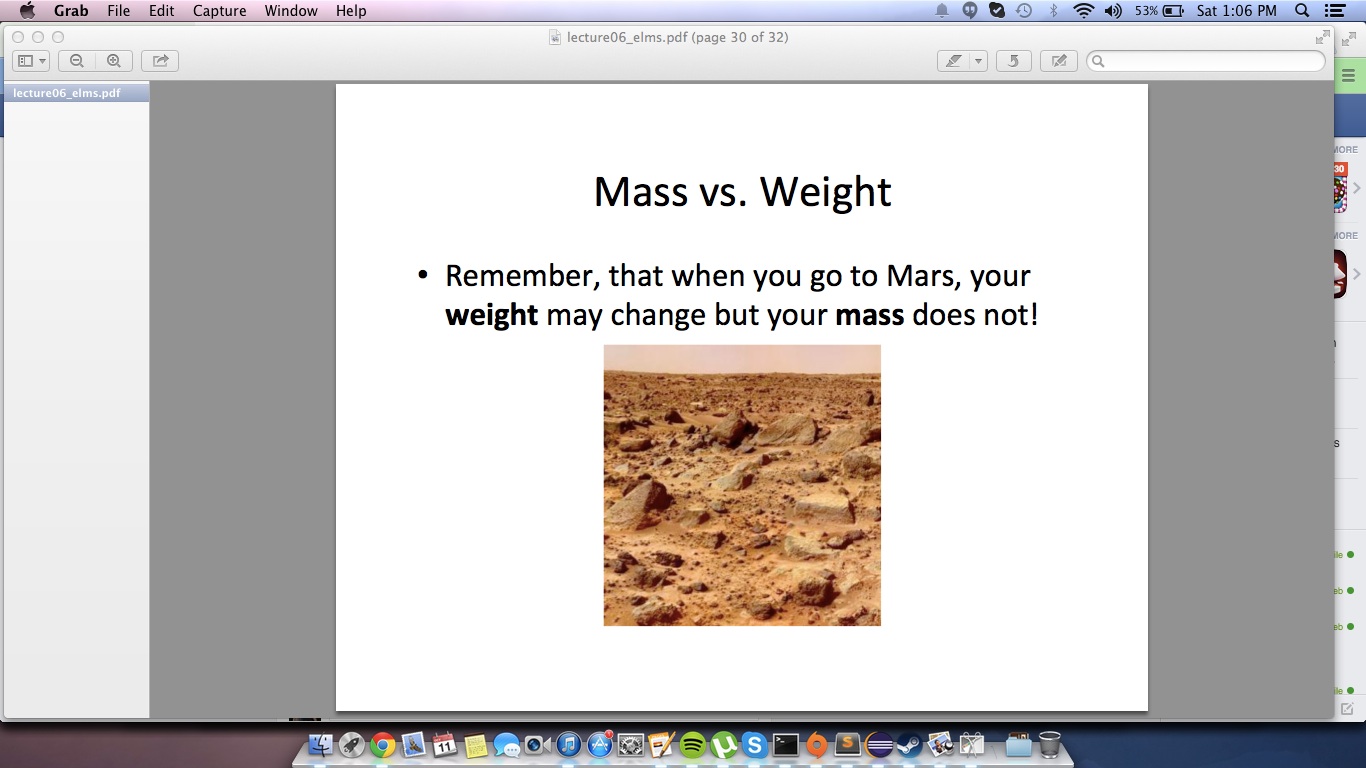 Grab File Edit Capture Window Help 53% Sat 1:06 PM
lecture06_elms.pdf (page 30 of 32)
lecture06_elms.pdf
Mass vs. Weight
• Remember, that when you go to Mars, your
weight may change but your mass does not!
MORE
30
MORE
s
ile
eb
eb
ile
11